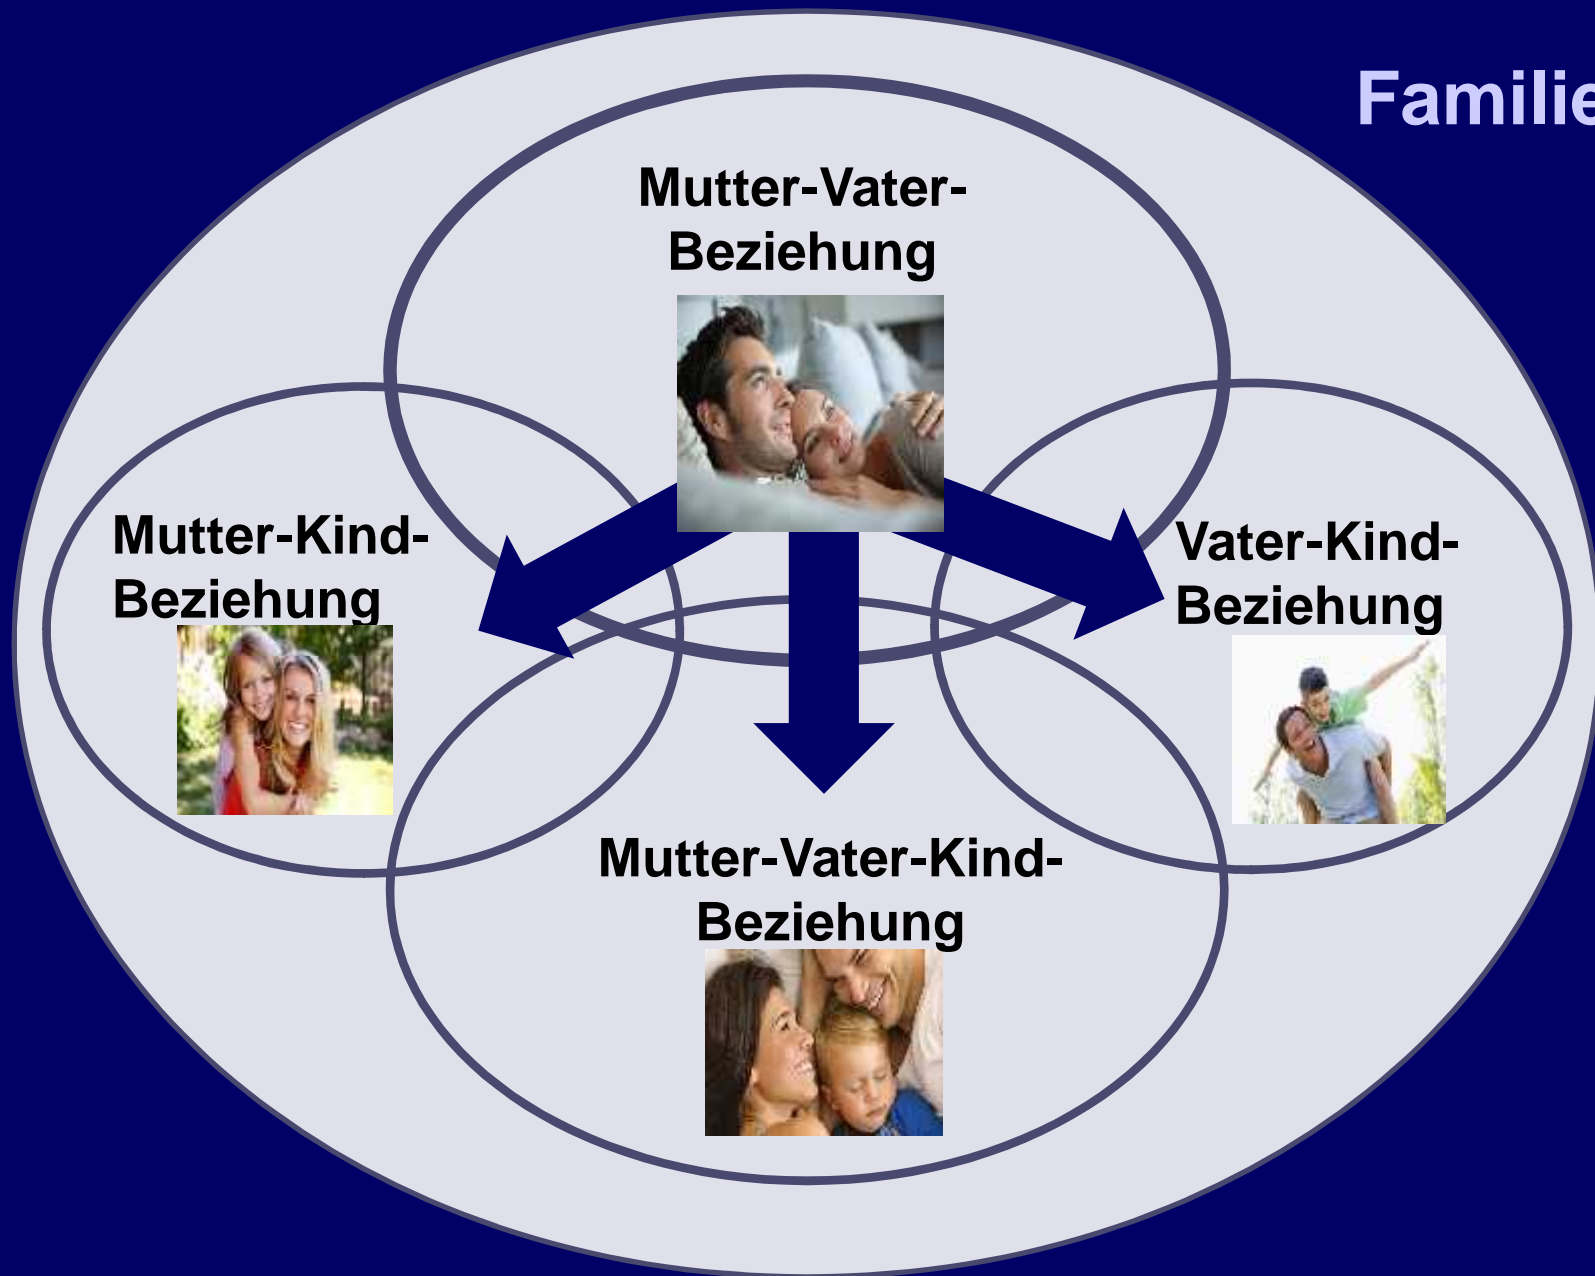 Familie
Mutter-Vater-
Beziehung
Mutter-Kind-
Beziehung
Vater-Kind-
Beziehung
Mutter-Vater-Kind-
Beziehung